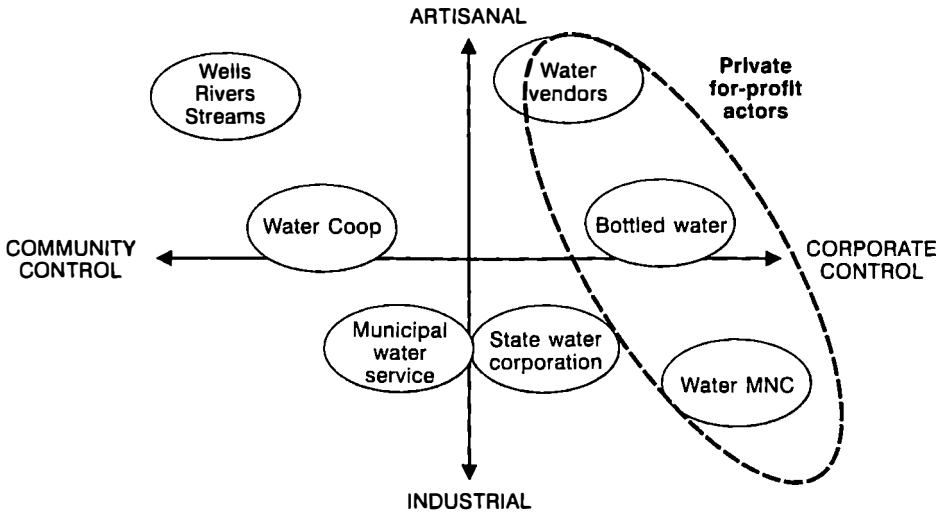 ARTISANAL
Wells
Rivers
Streams
Water
vendors
Private
for-profit
actors
Water Coop
Bottled water
COMMUNITY
CONTROL
CORPORATE
CONTROL
Municipal
water
service
State water
corporation
Water MNC
INDUSTRIAL